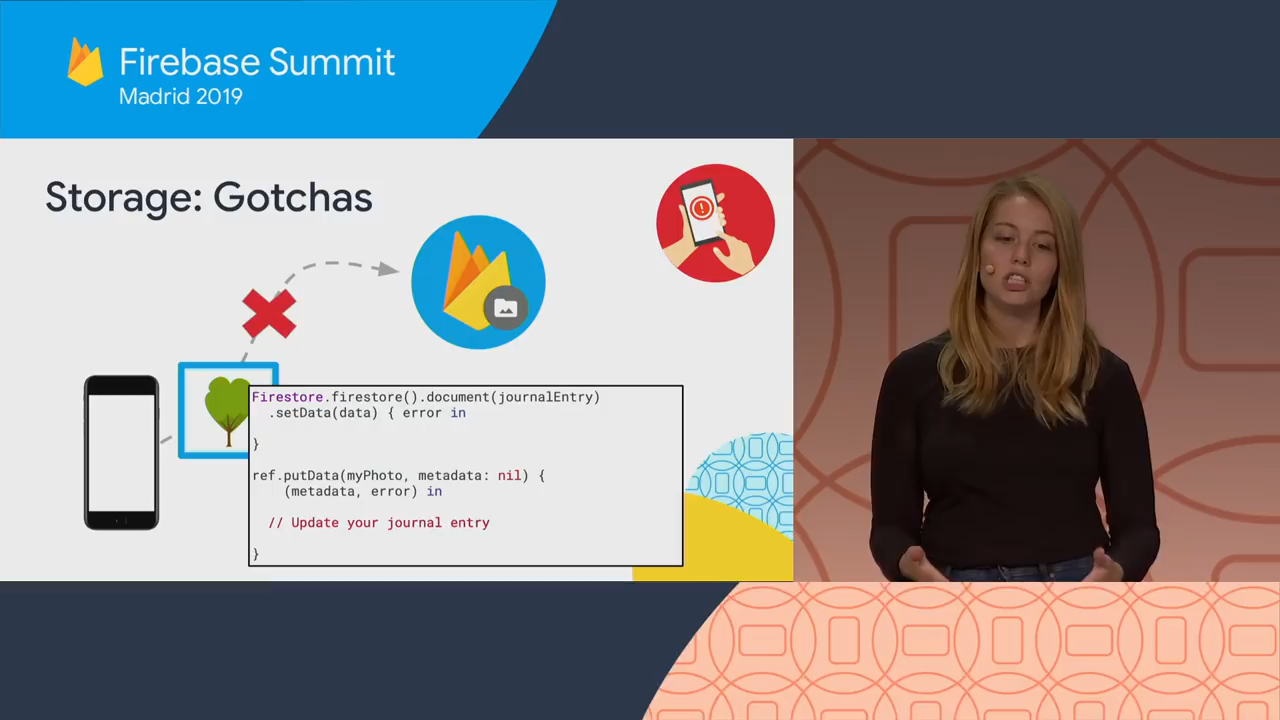 Firebase Summit
Madrid 2019
Storage: Gotchas
Firestore.firestore().document(journalEntry)
.setData(data) { error in
}
ref.putData(myPhoto, metadata: nil) {
(metadata, error) in
// Update your journal entry
}